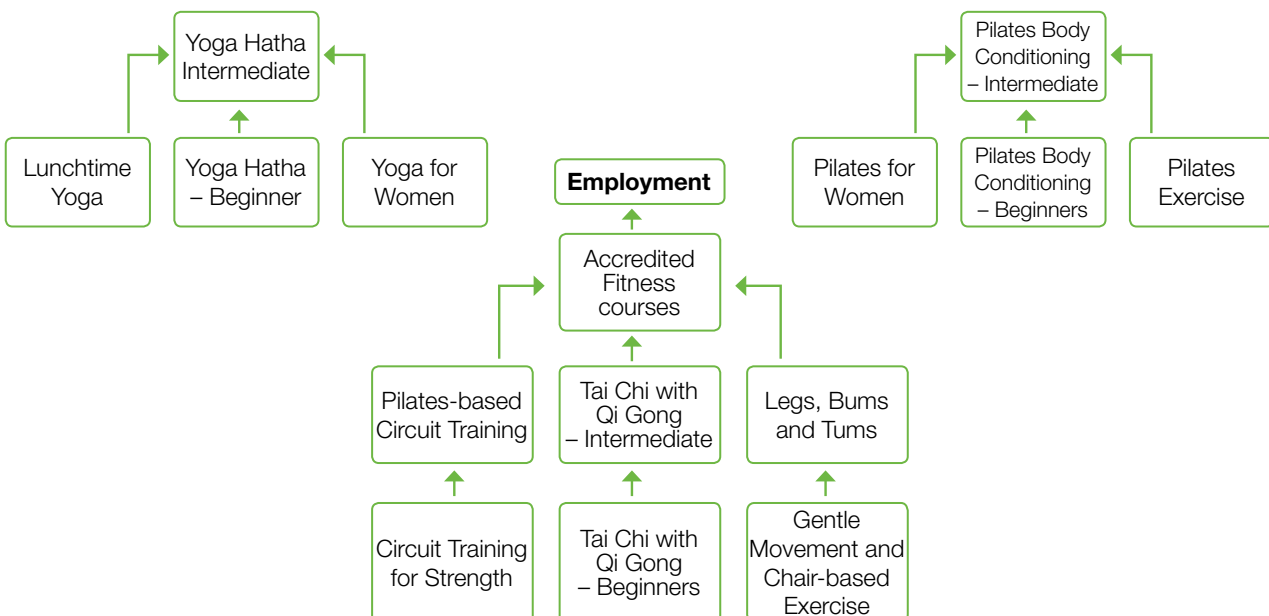 Yoga Hatha
Intermediate
Pilates Body
Conditioning
– Intermediate
Lunchtime
Yoga
Yoga Hatha
– Beginner
Yoga for
Women
Employment
Pilates for
Women
Pilates Body
Conditioning
– Beginners
Pilates
Exercise
Accredited
Fitness
courses
Pilates-based
Circuit Training
Tai Chi with
Qi Gong
– Intermediate
Legs, Bums
and Tums
Circuit Training
for Strength
Tai Chi with
Qi Gong
– Beginners
Gentle
Movement and
Chair-based
Exercise